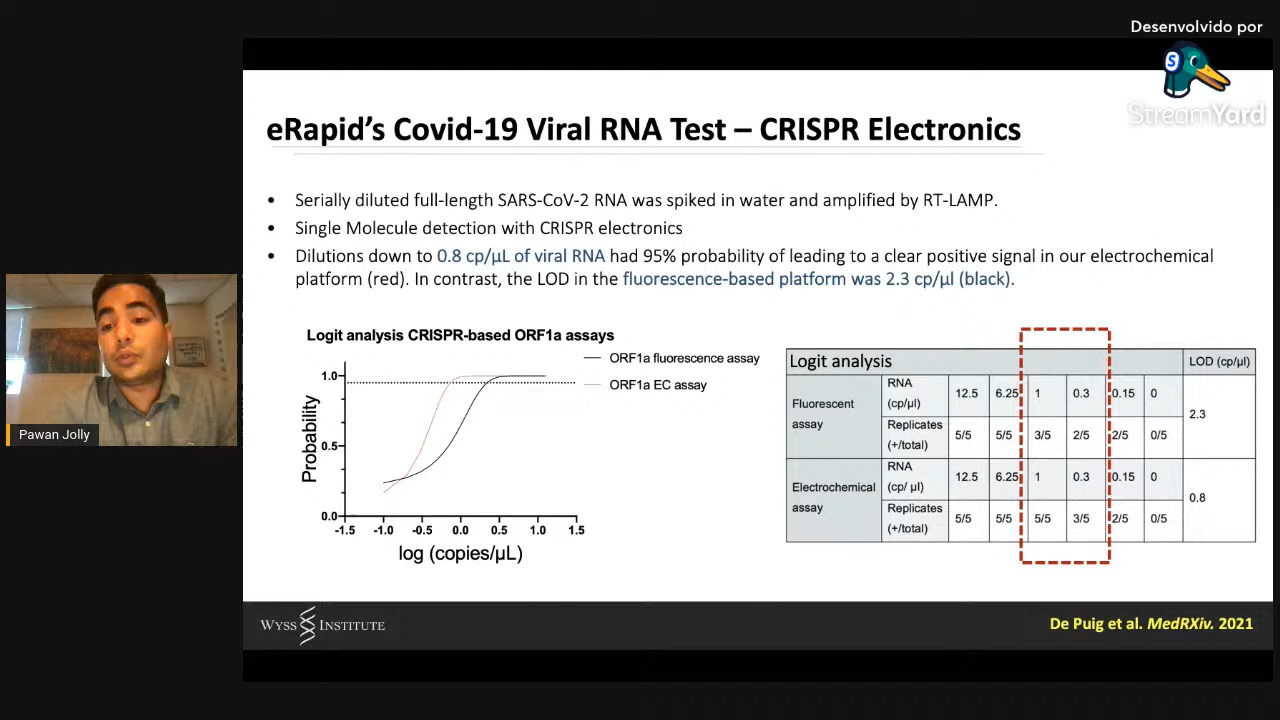 Desenvolvido por
S
StreamYard
eRapid's Covid-19 Viral RNA Test – CRISPR Electronics
• Serially diluted full-length SARS-CoV-2 RNA was spiked in water and amplified by RT-LAMP.
• Single Molecule detection with CRISPR electronics
• Dilutions down to 0.8 cp/µL of viral RNA had 95% probability of leading to a clear positive signal in our electrochemical
platform (red). In contrast, the LOD in the fluorescence-based platform was 2.3 cp/µl (black).
Pawan Jolly
Logit analysis CRISPR-based ORF1a assays
ORF1a fluorescence assay
ORF1a EC assay
Probability
1.0
0.5
0.0
-1.5 -1.0 -0.5 0.0 0.5 1.0 1.5
log (copies/µL)
Logit analysis LOD (cp/µl)
Fluorescent assay RNA (cp/µl) 12.5 6.25 1 0.3 0.15 0 2.3
Replicates (+/total) 5/5 5/5 3/5 2/5 2/5 0/5
Electrochemical assay RNA (cp/ µl) 12.5 6.25 1 0.3 0.15 0 0.8
Replicates (+/total) 5/5 5/5 5/5 3/5 2/5 0/5
WYSS INSTITUTE
De Puig et al. MedRXiv. 2021